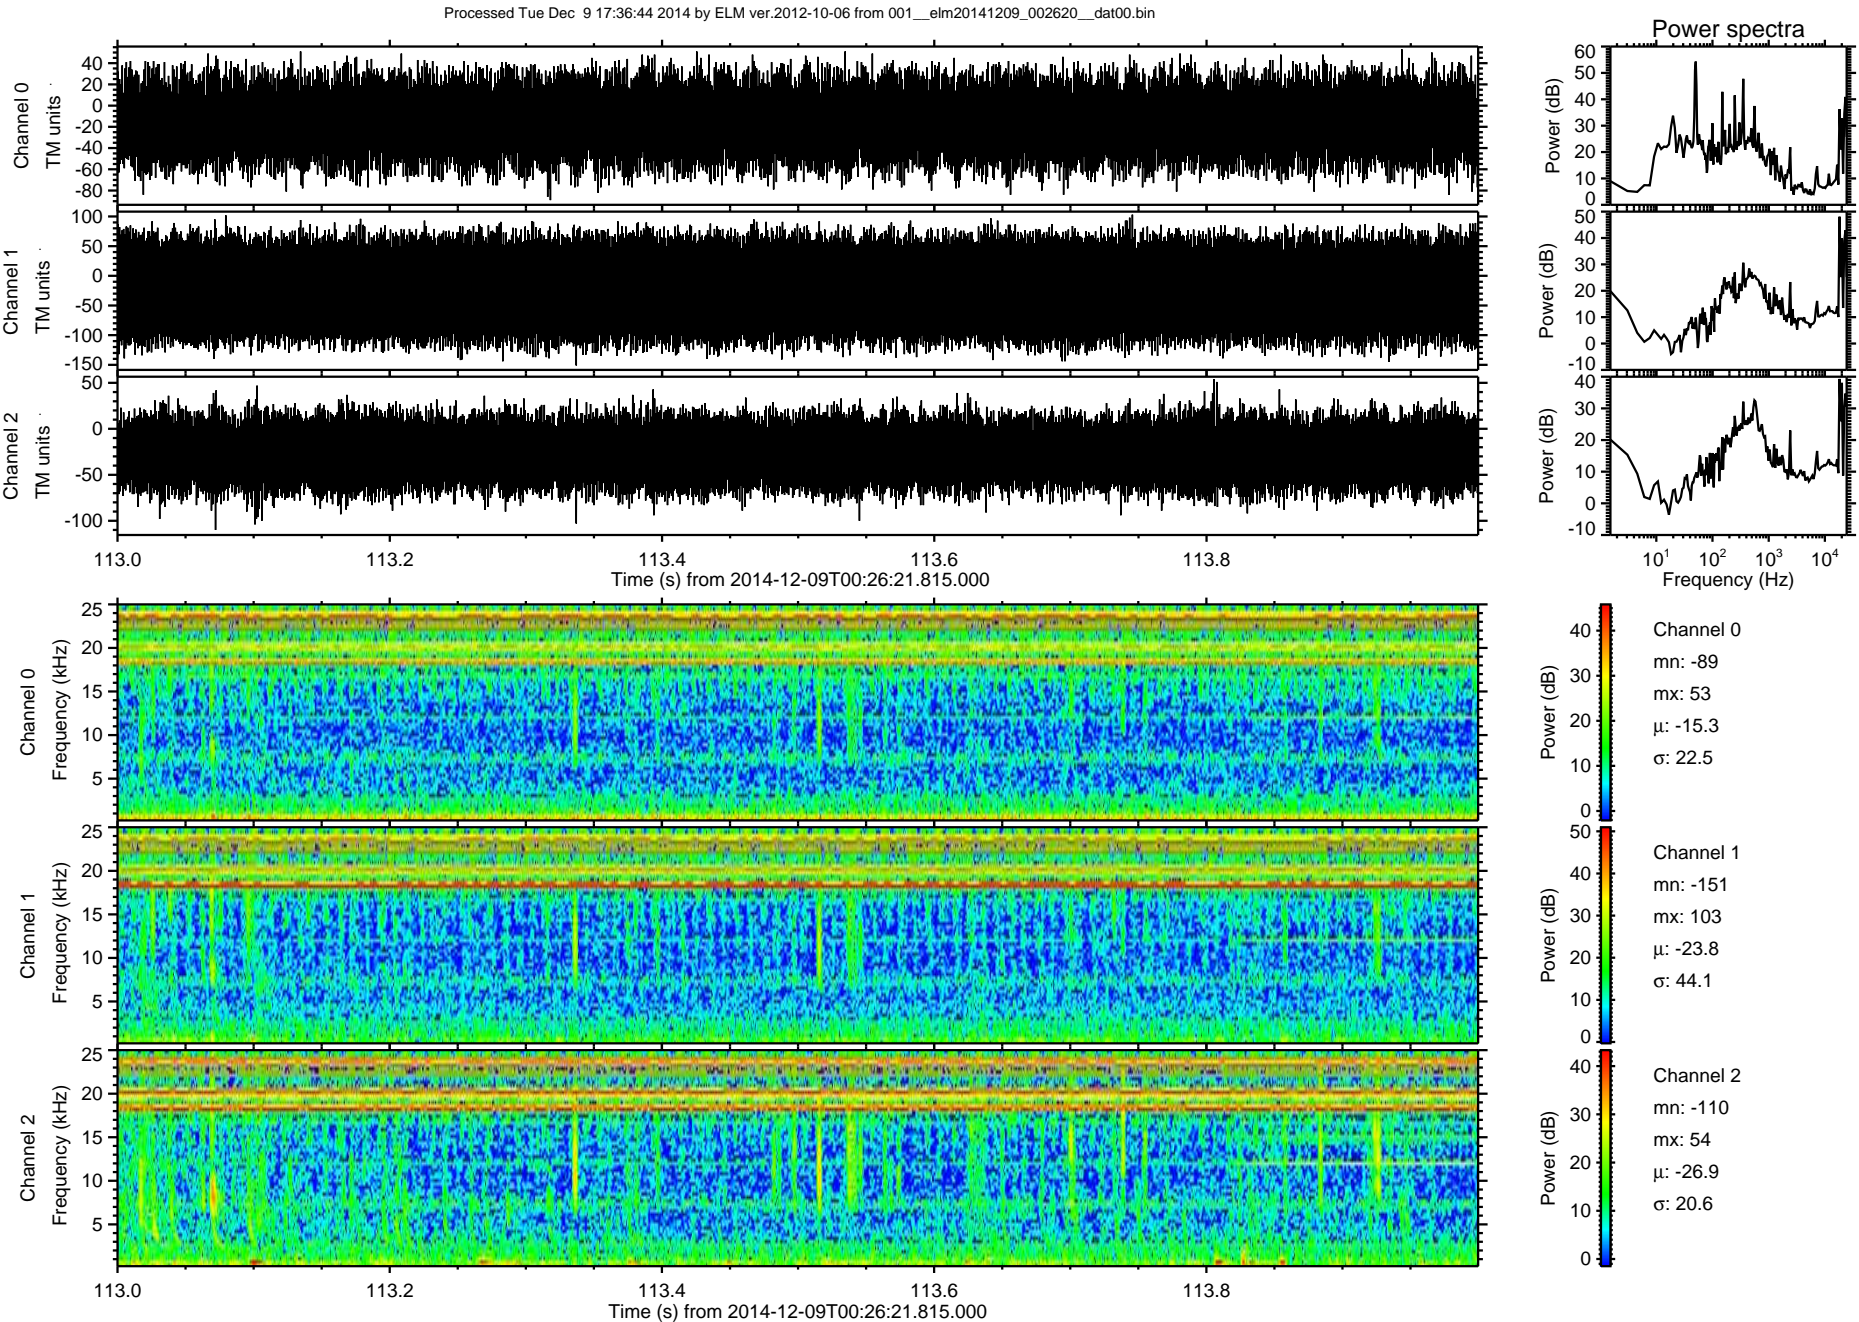 Processed Tue Dec  9 17:36:44 2014 by ELM ver.2012-10-06 from 001__elm20141209_002620__dat00.bin
Power spectra
Channel 0
TM units
40
20
0
-20
-40
-60
-80
Power (dB)
60
50
40
30
20
10
0
Channel 1
TM units
100
50
0
-50
-100
-150
Power (dB)
50
40
30
20
10
0
-10
Channel 2
TM units
50
0
-50
-100
Power (dB)
40
30
20
10
0
-10
113.0 113.2 113.4 113.6 113.8
Time (s) from 2014-12-09T00:26:21.815.000
10¹ 10² 10³ 10⁴
Frequency (Hz)
Channel 0
Frequency (kHz)
25
20
15
10
5
Power (dB)
40
30
20
10
0
Channel 0
mn: -89
mx: 53
μ: -15.3
σ: 22.5
Channel 1
Frequency (kHz)
25
20
15
10
5
Power (dB)
50
40
30
20
10
0
Channel 1
mn: -151
mx: 103
μ: -23.8
σ: 44.1
Channel 2
Frequency (kHz)
25
20
15
10
5
Power (dB)
40
30
20
10
0
Channel 2
mn: -110
mx: 54
μ: -26.9
σ: 20.6
113.0 113.2 113.4 113.6 113.8
Time (s) from 2014-12-09T00:26:21.815.000